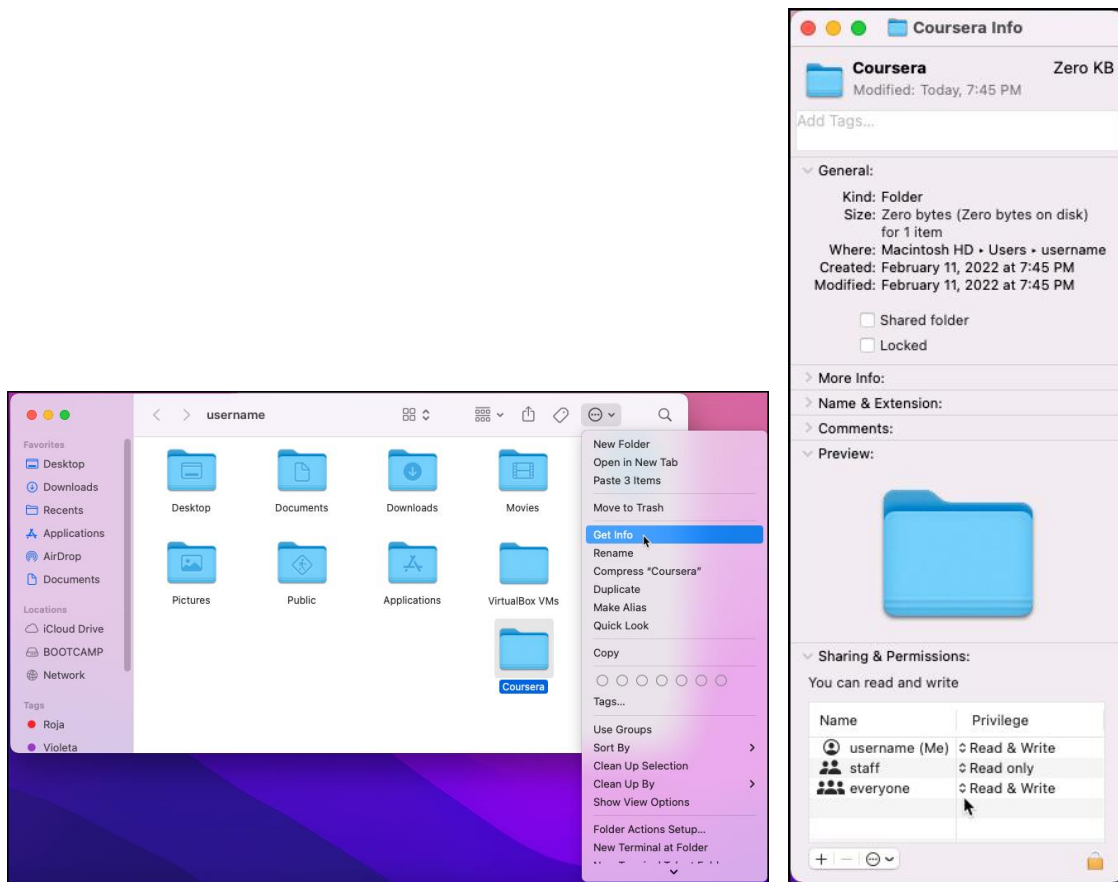 username
Favorites
Desktop
Downloads
Recents
Applications
AirDrop
Documents
Locations
iCloud Drive
BOOTCAMP
Network
Tags
Roja
Violeta
Desktop
Documents
Downloads
Movies
Pictures
Public
Applications
VirtualBox VMs
Coursera
New Folder
Open in New Tab
Paste 3 Items
Move to Trash
Get Info
Rename
Compress “Coursera”
Duplicate
Make Alias
Quick Look
Copy
Tags...
Use Groups
Sort By
Clean Up Selection
Clean Up By
Show View Options
Folder Actions Setup...
New Terminal at Folder
Coursera Info
Coursera Zero KB
Modified: Today, 7:45 PM
Add Tags...
General:
Kind: Folder
Size: Zero bytes (Zero bytes on disk)
for 1 item
Where: Macintosh HD ▸ Users ▸ username
Created: February 11, 2022 at 7:45 PM
Modified: February 11, 2022 at 7:45 PM
Shared folder
Locked
More Info:
Name & Extension:
Comments:
Preview:
Sharing & Permissions:
You can read and write
Name Privilege
username (Me) Read & Write
staff Read only
everyone Read & Write